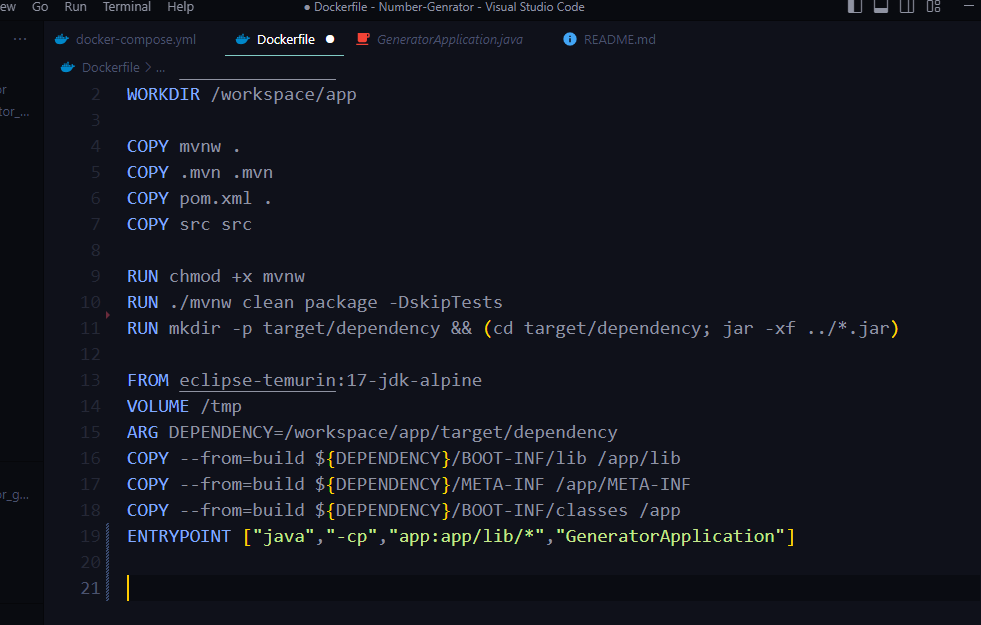 ew Go Run Terminal Help ● Dockerfile - Number-Genrator - Visual Studio Code
... docker-compose.yml Dockerfile ● GeneratorApplication.java README.md
Dockerfile > ...
or
tor_...
or_g...
2 WORKDIR /workspace/app
3
4 COPY mvnw .
5 COPY .mvn .mvn
6 COPY pom.xml .
7 COPY src src
8
9 RUN chmod +x mvnw
10 RUN ./mvnw clean package -DskipTests
11 RUN mkdir -p target/dependency && (cd target/dependency; jar -xf ../*.jar)
12
13 FROM eclipse-temurin:17-jdk-alpine
14 VOLUME /tmp
15 ARG DEPENDENCY=/workspace/app/target/dependency
16 COPY --from=build ${DEPENDENCY}/BOOT-INF/lib /app/lib
17 COPY --from=build ${DEPENDENCY}/META-INF /app/META-INF
18 COPY --from=build ${DEPENDENCY}/BOOT-INF/classes /app
19 ENTRYPOINT ["java","-cp","app:app/lib/*","GeneratorApplication"]
20
21